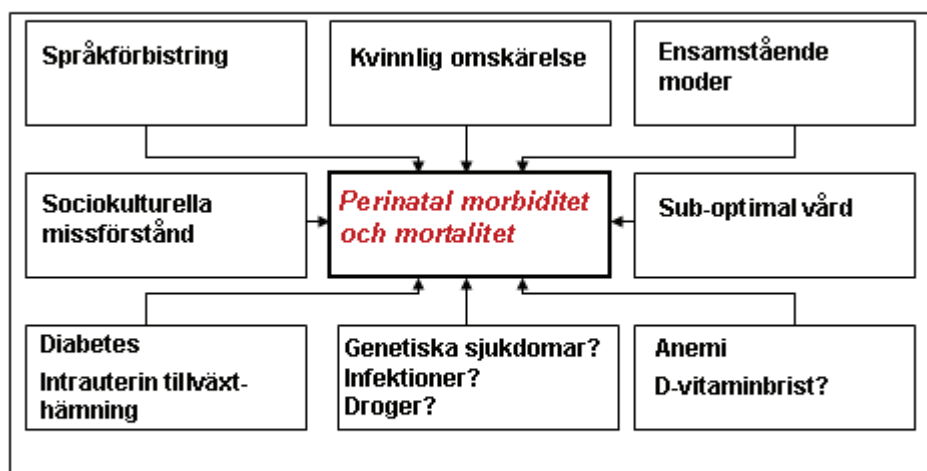 Språkförbistring
Kvinnlig omskärelse
Ensamstående
moder
Sociokulturella
missförstånd
Perinatal morbiditet
och mortalitet
Sub-optimal vård
Diabetes
Intrauterin tillväxt-
hämning
Genetiska sjukdomar?
Infektioner?
Droger?
Anemi
D-vitaminbrist?